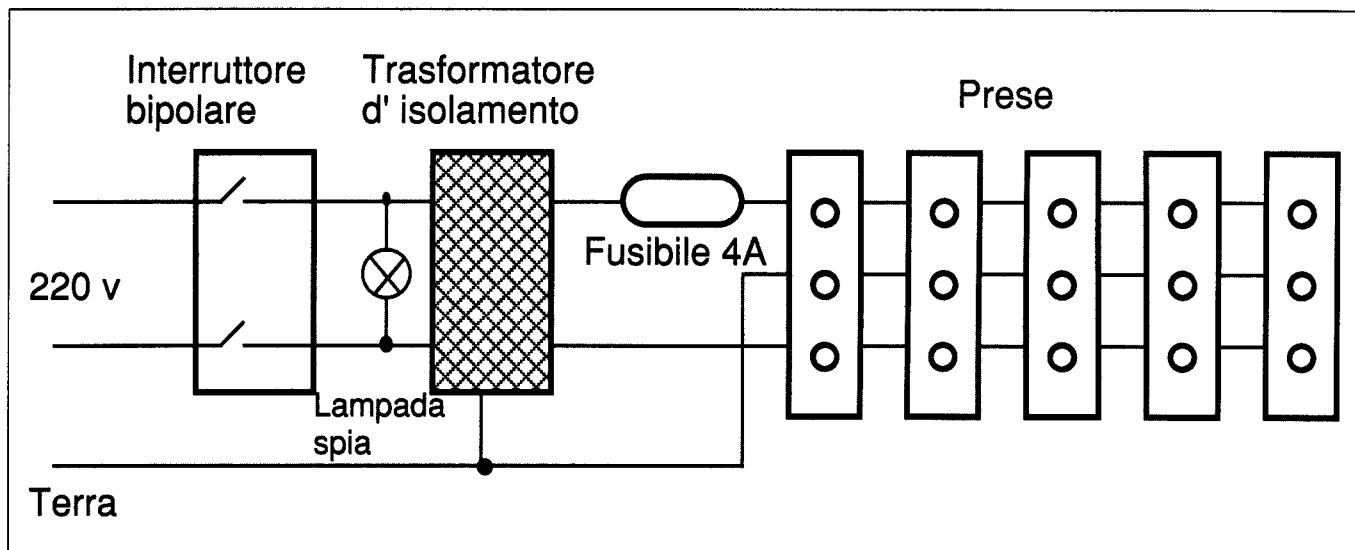 Interruttore
bipolare
Trasformatore
d' isolamento
Prese
Fusibile 4A
220 v
Lampada
spia
Terra